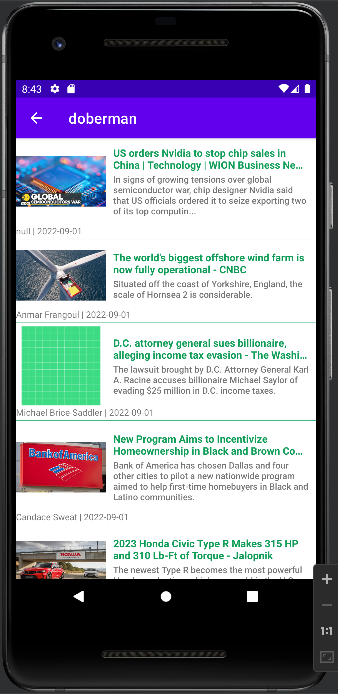 8:43
doberman
US orders Nvidia to stop chip sales in
China | Technology | WION Business Ne...
In signs of growing tensions over global
semiconductor war, chip designer Nvidia said
that US officials ordered it to seize exporting two
of its top computin...
GLOBAL
SEMICONDUCTORS WAR
null | 2022-09-01
The world's biggest offshore wind farm is
now fully operational - CNBC
Situated off the coast of Yorkshire, England, the
scale of Hornsea 2 is considerable.
Anmar Frangoul | 2022-09-01
D.C. attorney general sues billionaire,
alleging income tax evasion - The Washi...
The lawsuit brought by D.C. Attorney General Karl
A. Racine accuses billionaire Michael Saylor of
evading $25 million in D.C. income taxes.
Michael Brice Saddler | 2022-09-01
New Program Aims to Incentivize
Homeownership in Black and Brown Co...
Bank of America has chosen Dallas and four
other cities to pilot a new nationwide program
aimed to help first-time homebuyers in Black and
Latino communities.
Bank of America
Candace Sweat | 2022-09-01
2023 Honda Civic Type R Makes 315 HP
and 310 Lb-Ft of Torque - Jalopnik
The newest Type R becomes the most powerful
HONDA
1:1